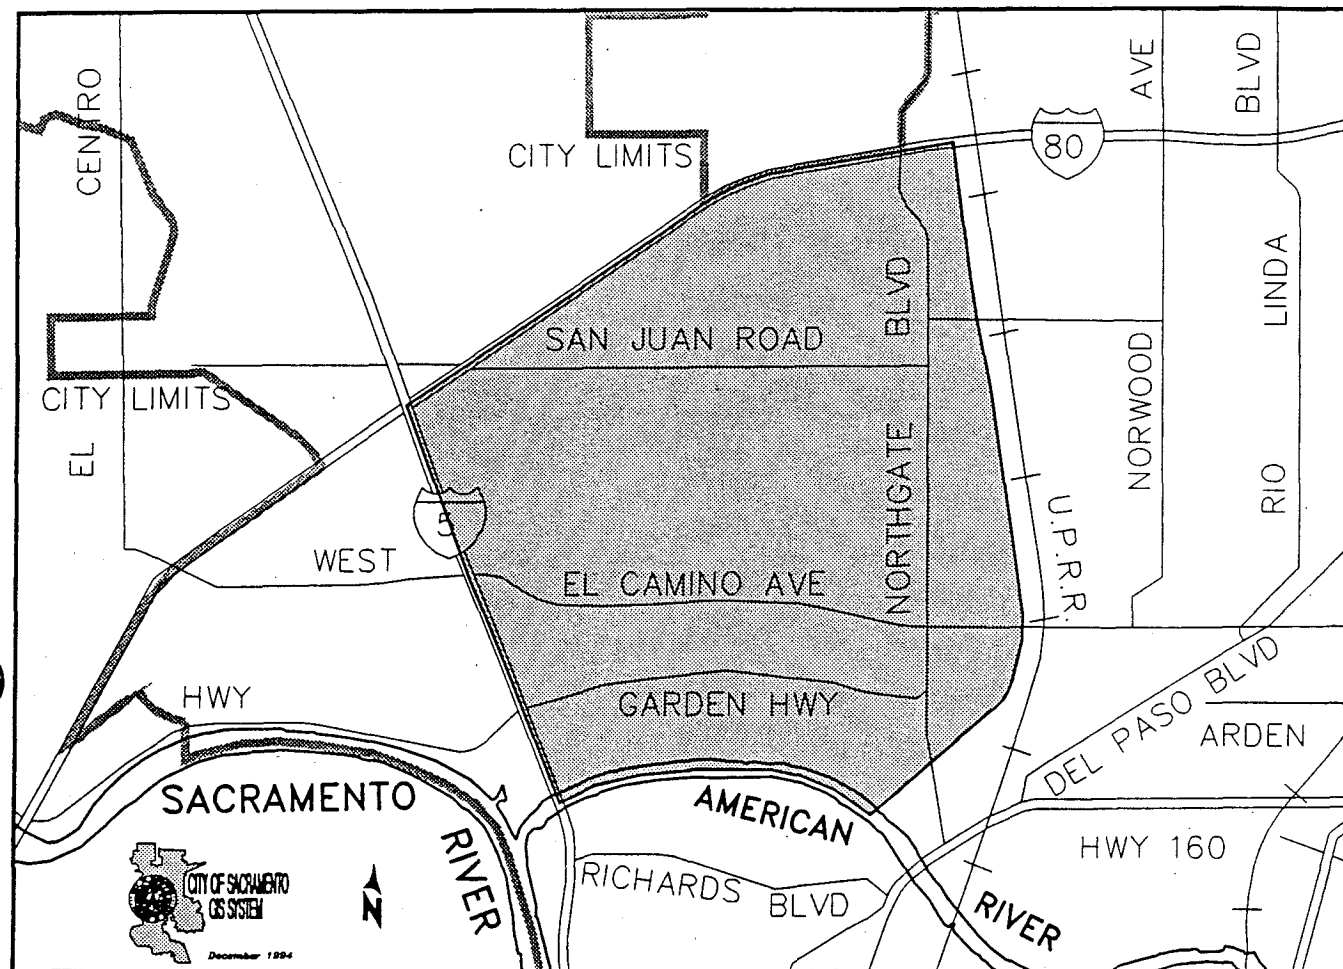 EL CENTRO
CITY LIMITS
CITY LIMITS
80
NORWOOD AVE
RIO LINDA BLVD
SAN JUAN ROAD
NORTHGATE BLVD
5
WEST EL CAMINO AVE
U.P.R.R.
GARDEN HWY
HWY
DEL PASO BLVD
ARDEN
SACRAMENTO RIVER
AMERICAN RIVER
HWY 160
RICHARDS BLVD
CITY OF SACRAMENTO
GIS SYSTEM
N
December 1994